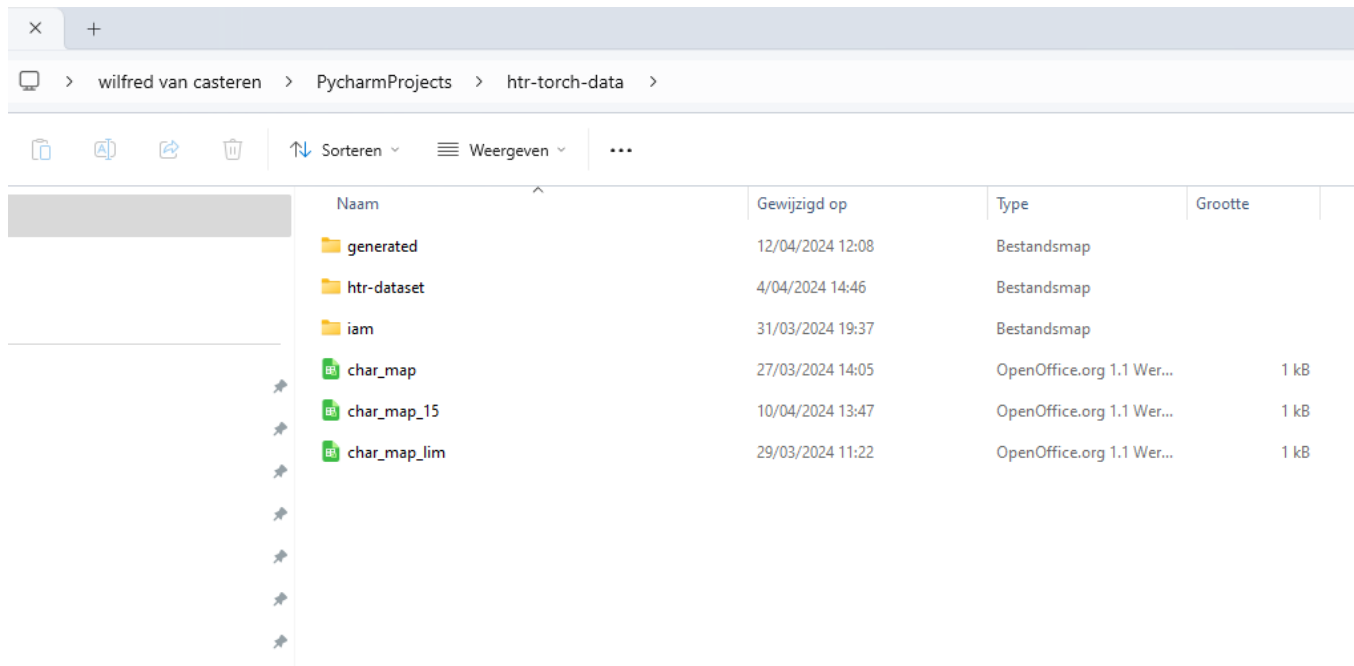 wilfred van casteren > PycharmProjects > htr-torch-data >
Sorteren Weergeven ...
Naam Gewijzigd op Type Grootte
generated 12/04/2024 12:08 Bestandsmap
htr-dataset 4/04/2024 14:46 Bestandsmap
iam 31/03/2024 19:37 Bestandsmap
char_map 27/03/2024 14:05 OpenOffice.org 1.1 Wer... 1 kB
char_map_15 10/04/2024 13:47 OpenOffice.org 1.1 Wer... 1 kB
char_map_lim 29/03/2024 11:22 OpenOffice.org 1.1 Wer... 1 kB